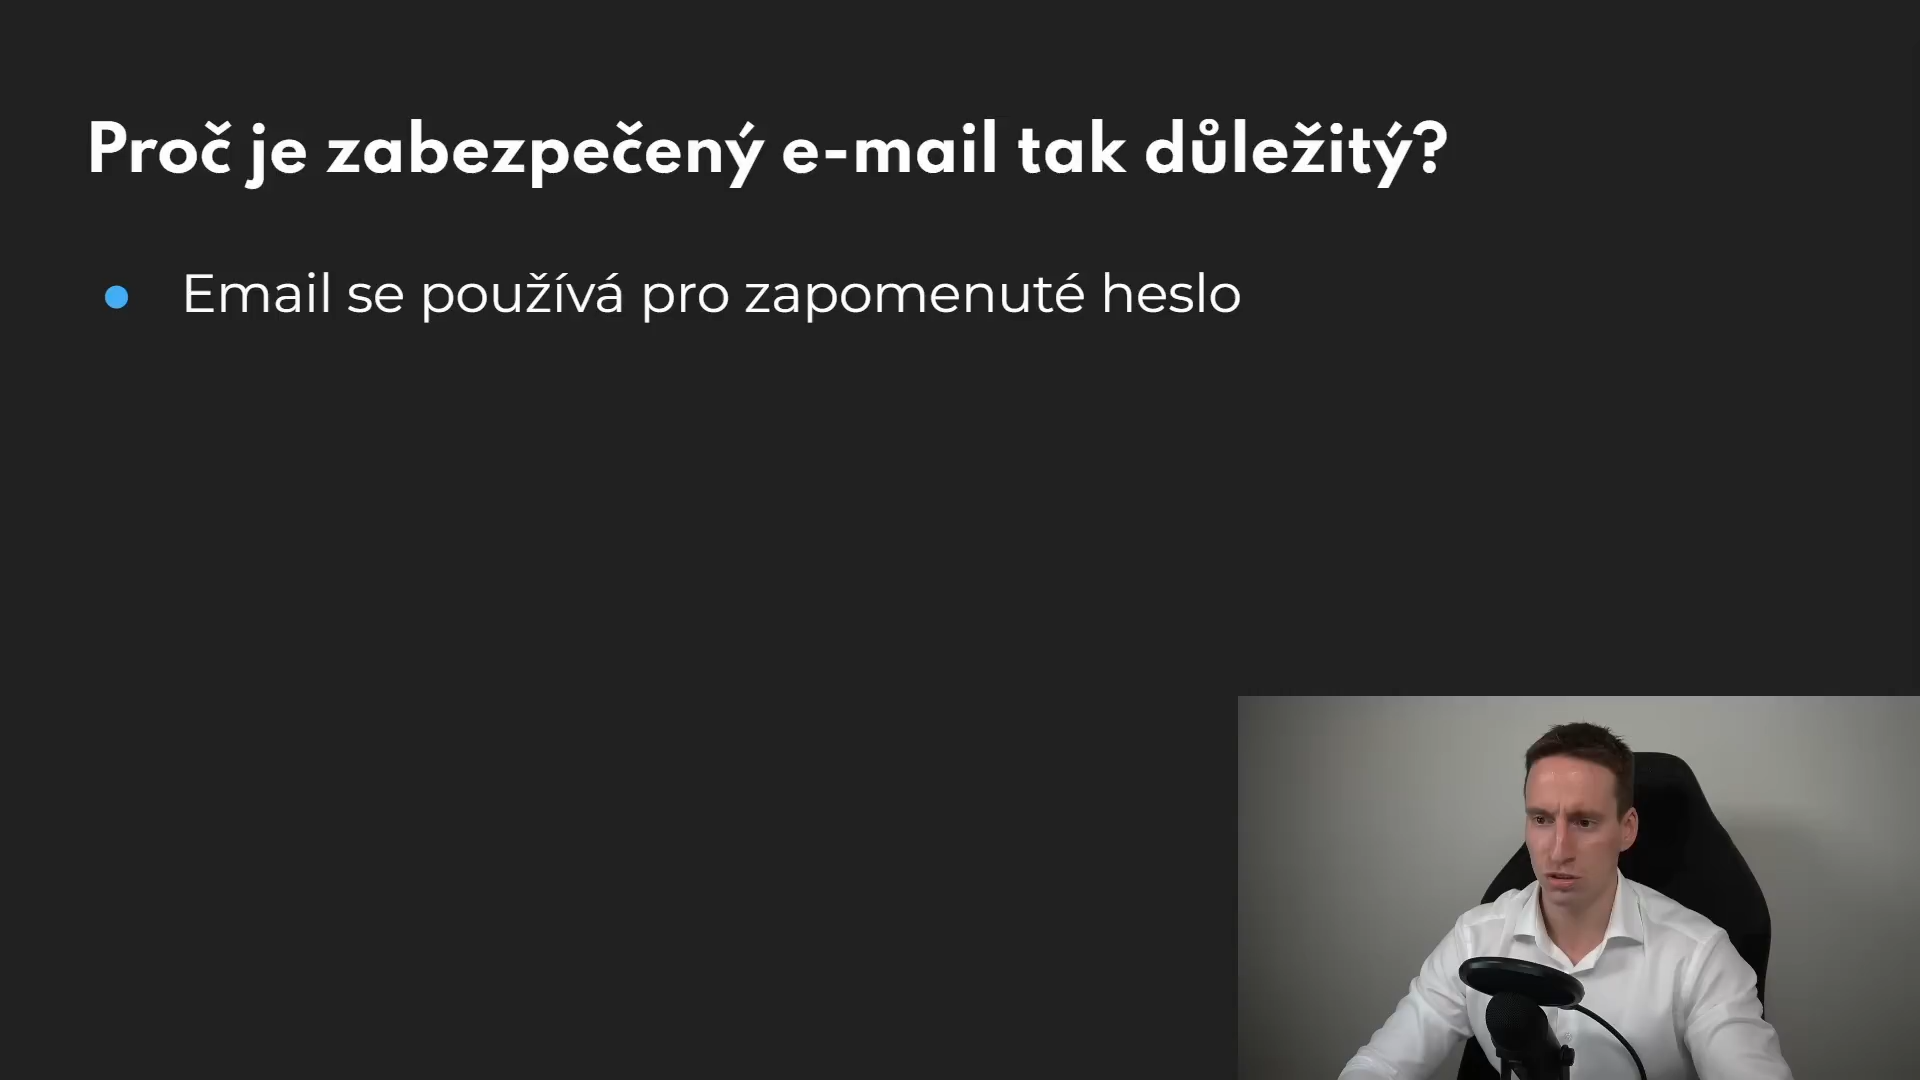 Proč je zabezpečený e-mail tak důležitý?
Email se používá pro zapomenuté heslo